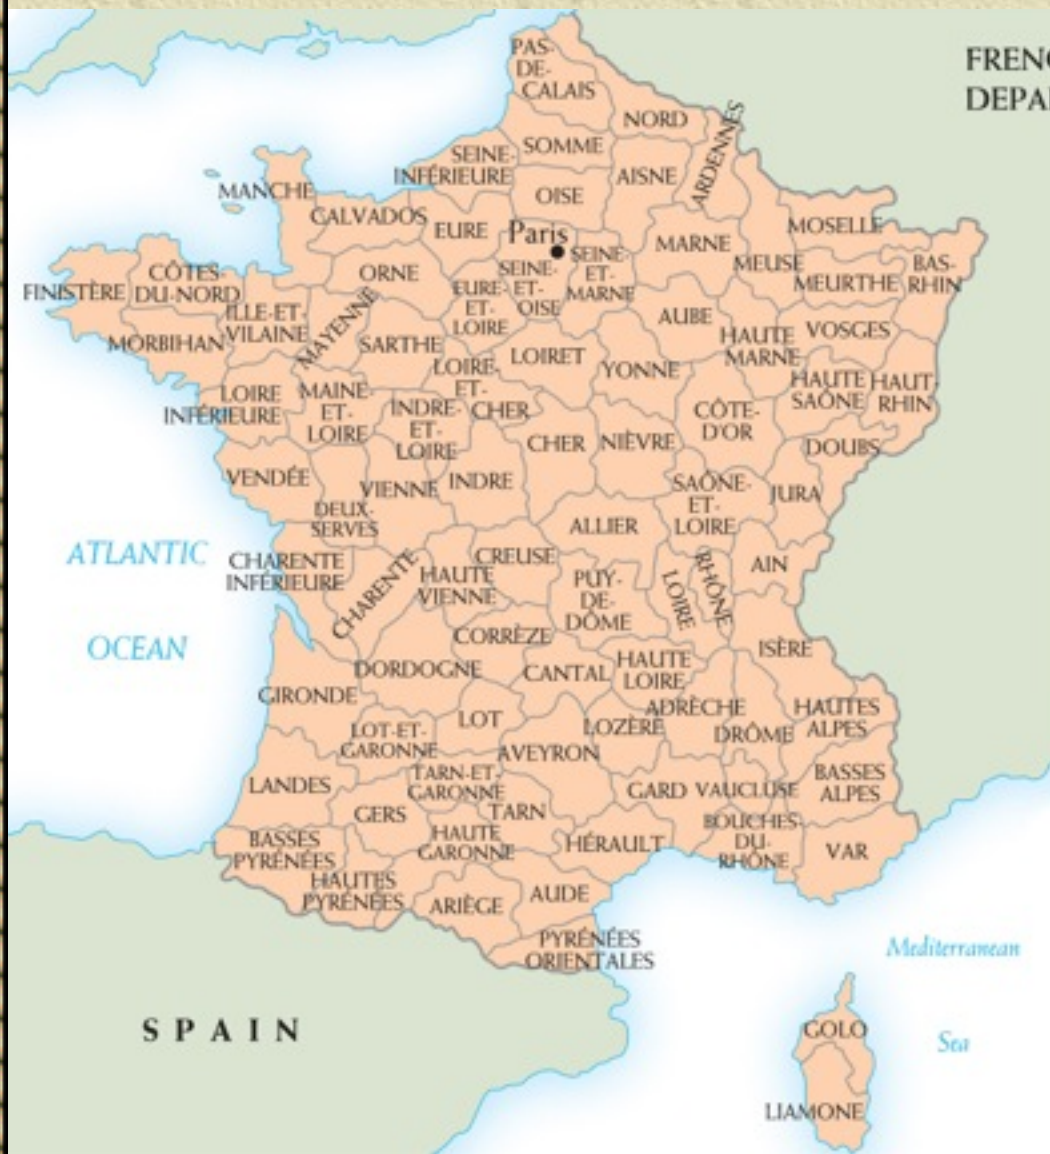 FREN
DEPA
PAS-
DE-
CALAIS
NORD
SOMME
ARDENNES
SEINE-
INFÉRIEURE
AISNE
OISE
MANCHE
CALVADOS
EURE
Paris
MARNE
MOSELLE
SEINE-
ET-
MARNE
SEINE-
ET-
OISE
MEUSE
MEURTHE
BAS-
RHIN
FINISTÈRE
CÔTES-
DU-NORD
ORNE
EURE-
ET-
LOIRE
ILLE-ET-
VILAINE
MAYENNE
MORBIHAN
SARTHE
AUBE
HAUTE
MARNE
VOSGES
LOIRET
YONNE
LOIRE-
ET-
CHER
LOIRE
INFÉRIEURE
MAINE-
ET-
LOIRE
INDRE-
ET-
LOIRE
HAUTE
SAÔNE
HAUT-
RHIN
CÔTE-
D'OR
CHER
NIÈVRE
DOUBS
VENDÉE
VIENNE
INDRE
DEUX-
SERVES
SAÔNE-
ET-
LOIRE
JURA
ALLIER
ATLANTIC
OCEAN
CHARENTE
INFÉRIEURE
CHARENTE
HAUTE
VIENNE
CREUSE
PUY-
DE-
DÔME
LOIRE
RHÔNE
AIN
CORRÈZE
ISÈRE
DORDOGNE
CANTAL
HAUTE
LOIRE
GIRONDE
ADRÈCHE
DRÔME
HAUTES
ALPES
LOT-ET-
GARONNE
LOT
AVEYRON
LOZÈRE
LANDES
TARN-ET-
GARONNE
TARN
GARD
VAUCLUSE
BASSES
ALPES
GERS
BASSES
PYRÉNÉES
HAUTE
GARONNE
HÉRAULT
BOUCHES-
DU-
RHÔNE
VAR
HAUTES
PYRÉNÉES
ARIÈGE
AUDE
PYRÉNÉES
ORIENTALES
Mediterranean
Sea
SPAIN
GOLO
LIAMONE